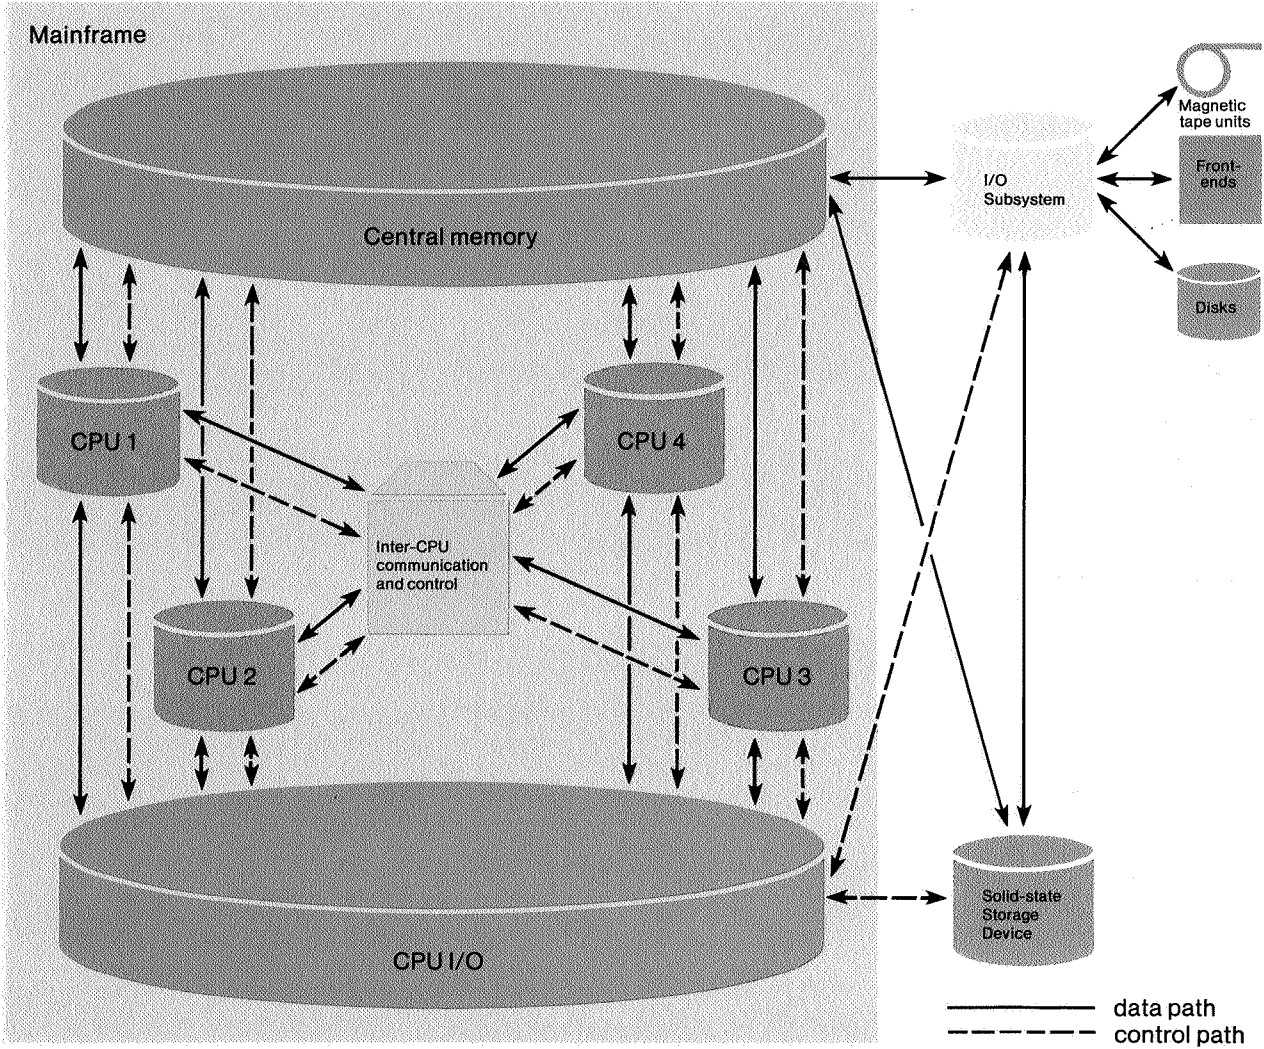 Mainframe
Magnetic
tape units
Front-
ends
I/O
Subsystem
Central memory
Disks
CPU 1
CPU 4
Inter-CPU
communication
and control
CPU 2
CPU 3
Solid-state
Storage
Device
CPU I/O
data path
control path